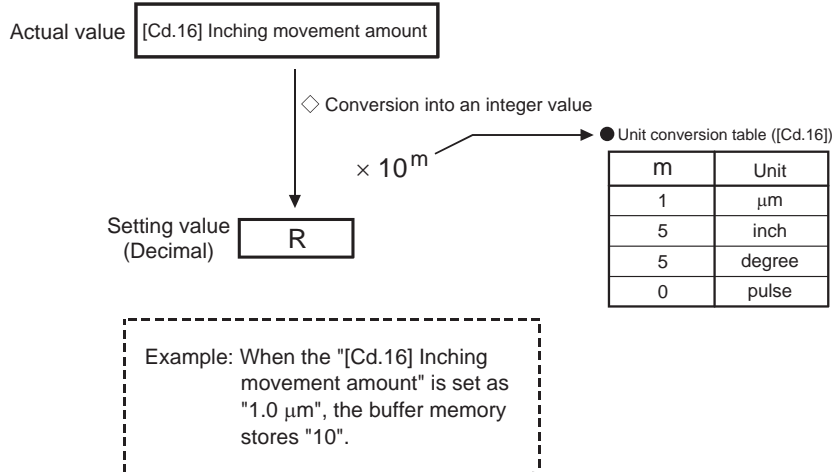 Actual value
[Cd.16] Inching movement amount
◇ Conversion into an integer value
× 10^m
● Unit conversion table ([Cd.16])
m Unit
1 μm
5 inch
5 degree
0 pulse
Setting value
(Decimal)
R
Example: When the "[Cd.16] Inching
movement amount" is set as
"1.0 μm", the buffer memory
stores "10".